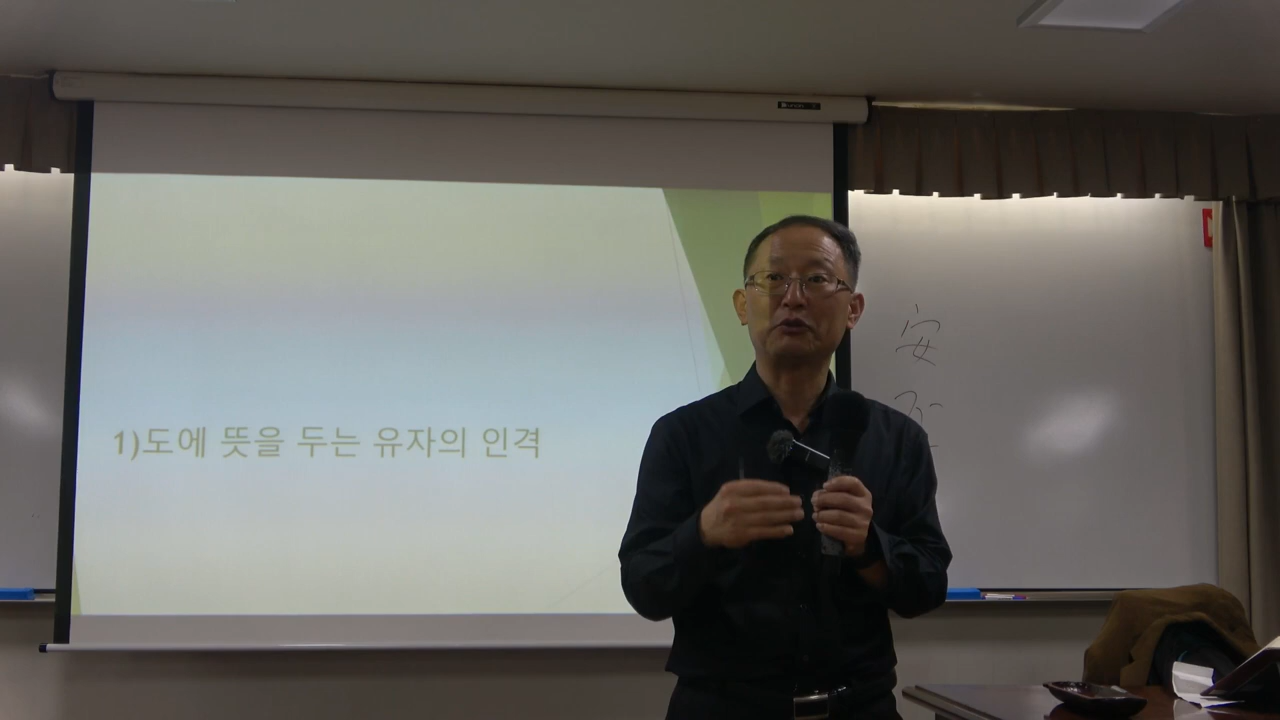 1)도에 뜻을 두는 유자의 인격
安